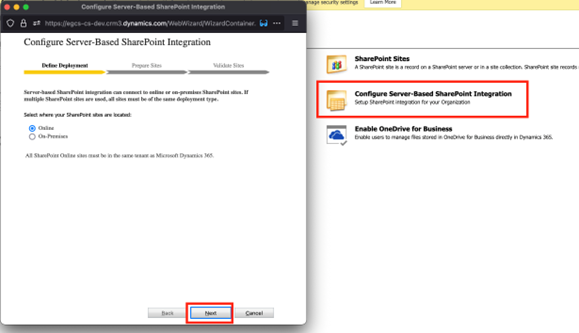 Configure Server-Based SharePoint Integration
https://egcs-cs-dev.crm3.dynamics.com/WebWizard/WizardContainer.
Configure Server-Based SharePoint Integration
Define Deployment
Prepare Sites
Validate Sites
Server-based SharePoint integration can connect to online or on-premises SharePoint sites. If
multiple SharePoint sites are used, all sites must be of the same deployment type.
Select where your SharePoint sites are located:
Online
On-Premises
All SharePoint Online sites must be in the same tenant as Microsoft Dynamics 365.
Back
Next
Cancel
nage security settings
Learn More
SharePoint Sites
A SharePoint site is a record on a SharePoint server or in a site collection. SharePoint site records
Configure Server-Based SharePoint Integration
Setup SharePoint integration for your Organization
Enable OneDrive for Business
Enable users to manage files stored in OneDrive for Business directly in Dynamics 365.